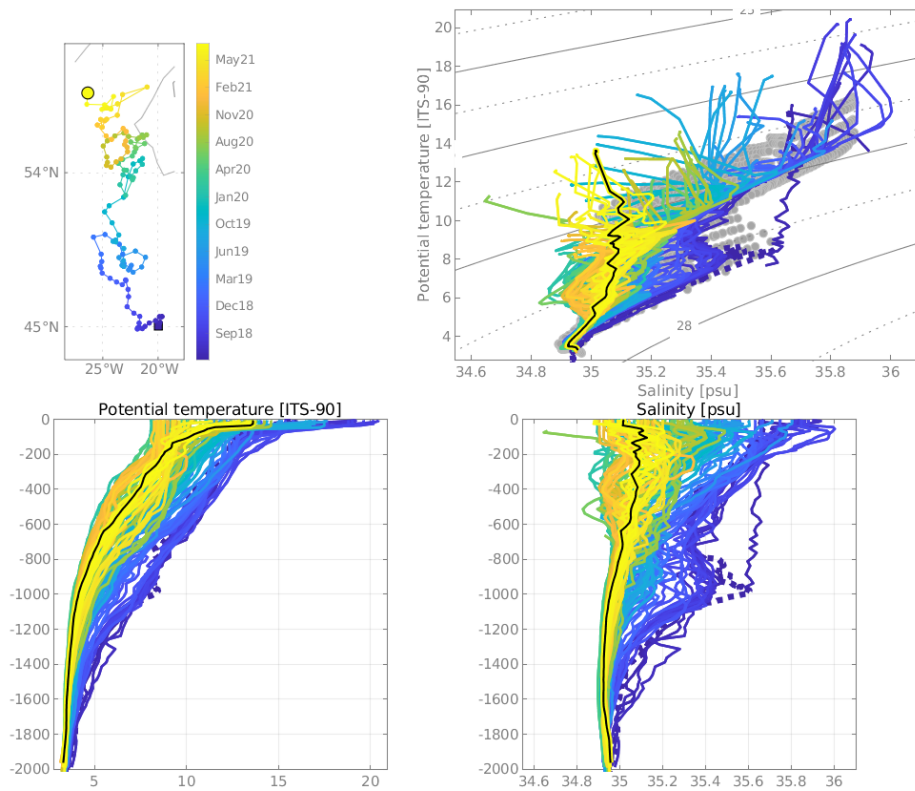 May21
Feb21
Nov20
Aug20
Apr20
Jan20
Oct19
Jun19
Mar19
Dec18
Sep18
54°N
45°N
25°W
20°W
Potential temperature [ITS-90]
20
18
16
14
12
10
8
6
4
28
34.6
34.8
35
35.2
35.4
35.6
35.8
36
Salinity [psu]
Potential temperature [ITS-90]
0
-200
-400
-600
-800
-1000
-1200
-1400
-1600
-1800
-2000
5
10
15
20
Salinity [psu]
0
-200
-400
-600
-800
-1000
-1200
-1400
-1600
-1800
-2000
34.6
34.8
35
35.2
35.4
35.6
35.8
36